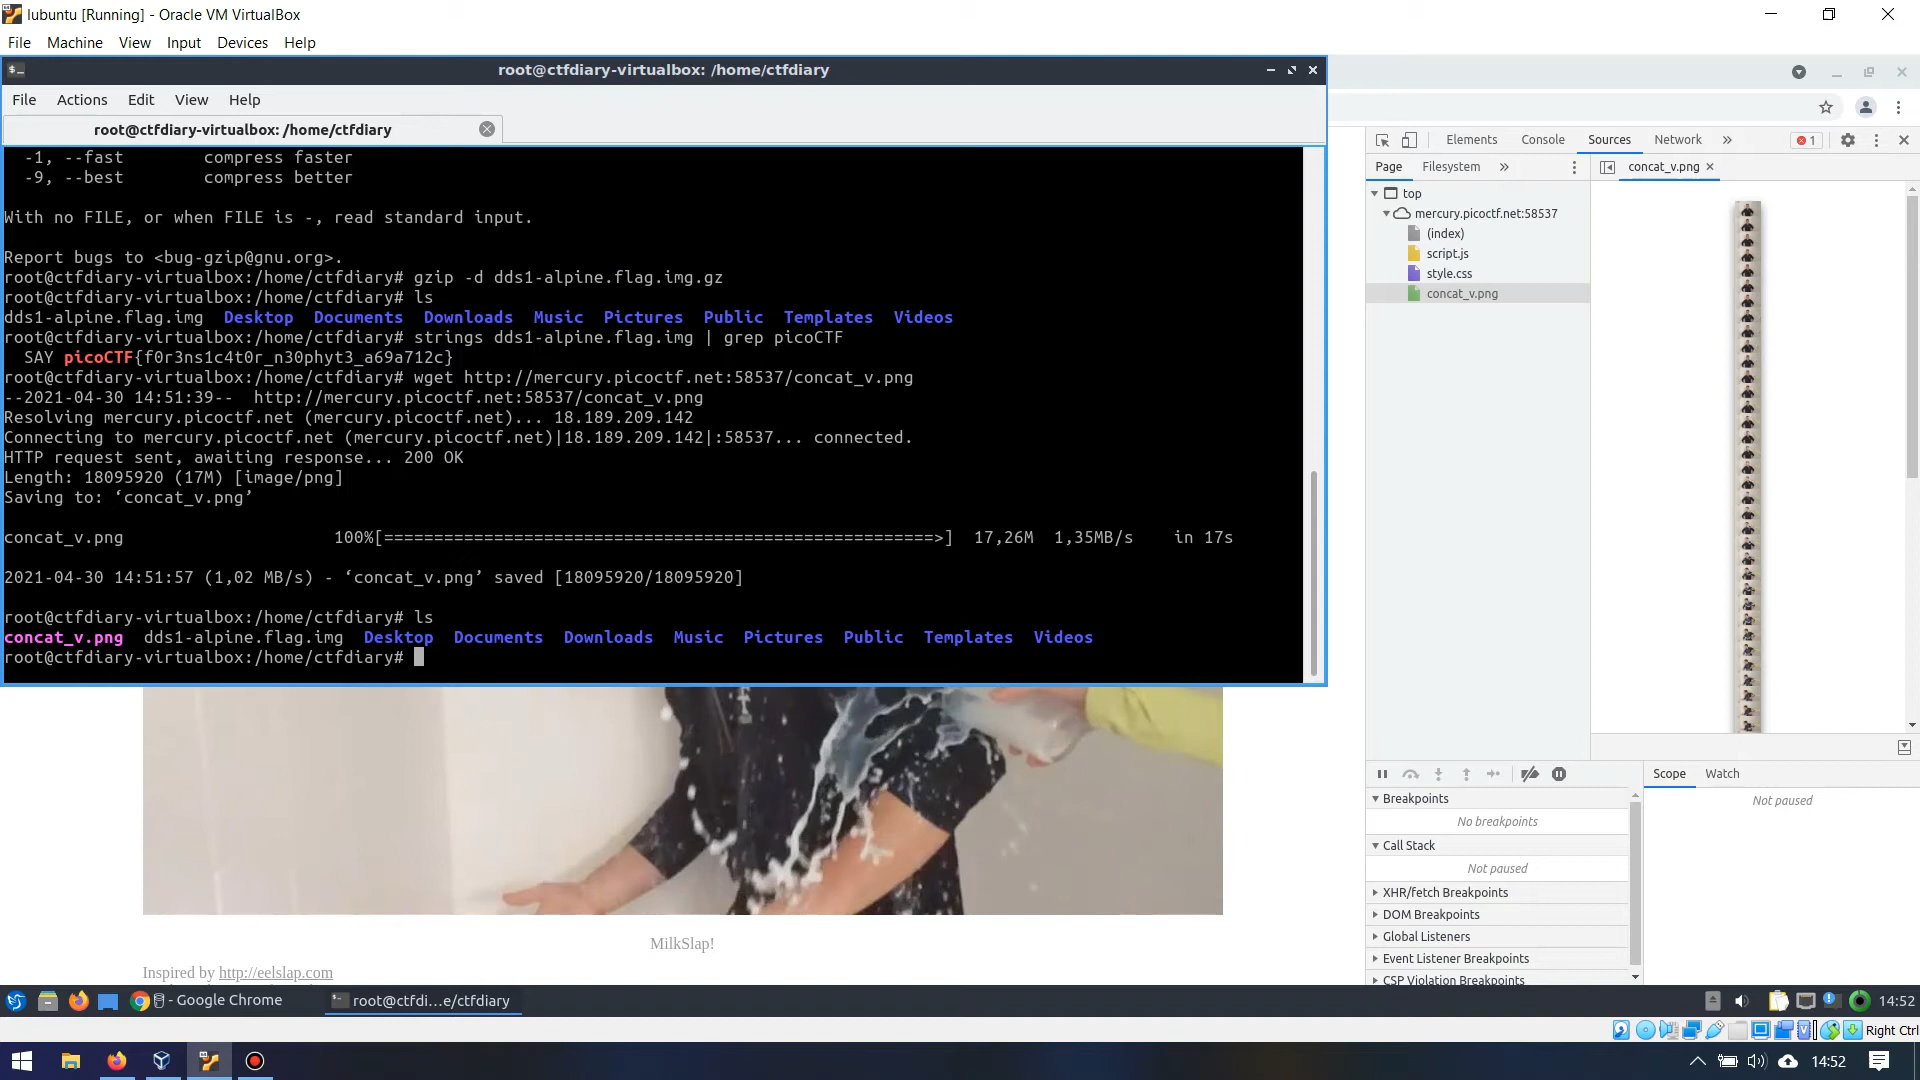 lubuntu [Running] - Oracle VM VirtualBox
File Machine View Input Devices Help
root@ctfdiary-virtualbox: /home/ctfdiary
File Actions Edit View Help
root@ctfdiary-virtualbox: /home/ctfdiary
-1, --fast compress faster
-9, --best compress better
With no FILE, or when FILE is -, read standard input.
Report bugs to <bug-gzip@gnu.org>.
root@ctfdiary-virtualbox:/home/ctfdiary# gzip -d dds1-alpine.flag.img.gz
root@ctfdiary-virtualbox:/home/ctfdiary# ls
dds1-alpine.flag.img Desktop Documents Downloads Music Pictures Public Templates Videos
root@ctfdiary-virtualbox:/home/ctfdiary# strings dds1-alpine.flag.img | grep picoCTF
SAY picoCTF{f0r3ns1c4t0r_n30phyt3_a69a712c}
root@ctfdiary-virtualbox:/home/ctfdiary# wget http://mercury.picoctf.net:58537/concat_v.png
--2021-04-30 14:51:39-- http://mercury.picoctf.net:58537/concat_v.png
Resolving mercury.picoctf.net (mercury.picoctf.net)... 18.189.209.142
Connecting to mercury.picoctf.net (mercury.picoctf.net)|18.189.209.142|:58537... connected.
HTTP request sent, awaiting response... 200 OK
Length: 18095920 (17M) [image/png]
Saving to: ‘concat_v.png’
concat_v.png 100%[=======================================================>] 17,26M 1,35MB/s in 17s
2021-04-30 14:51:57 (1,02 MB/s) - ‘concat_v.png’ saved [18095920/18095920]
root@ctfdiary-virtualbox:/home/ctfdiary# ls
concat_v.png dds1-alpine.flag.img Desktop Documents Downloads Music Pictures Public Templates Videos
root@ctfdiary-virtualbox:/home/ctfdiary#
Elements Console Sources Network » 1
Page Filesystem »
concat_v.png ×
top
mercury.picoctf.net:58537
(index)
script.js
style.css
concat_v.png
Scope Watch
Not paused
Breakpoints
No breakpoints
Call Stack
Not paused
XHR/fetch Breakpoints
DOM Breakpoints
Global Listeners
Event Listener Breakpoints
CSP Violation Breakpoints
MilkSlap!
Inspired by http://eelslap.com
- Google Chrome
root@ctfdi...e/ctfdiary
14:52
Right Ctrl
14:52